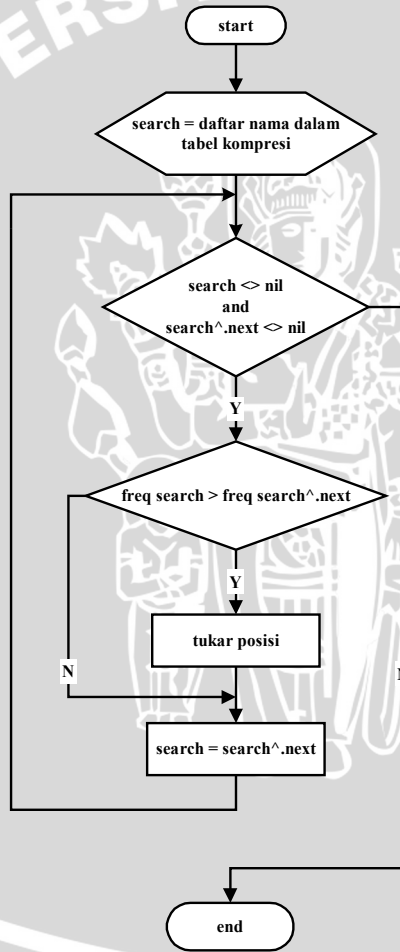 start
search = daftar nama dalam
tabel kompresi
search <> nil
and
search^.next <> nil
Y
freq search > freq search^.next
Y
tukar posisi
N
search = search^.next
end